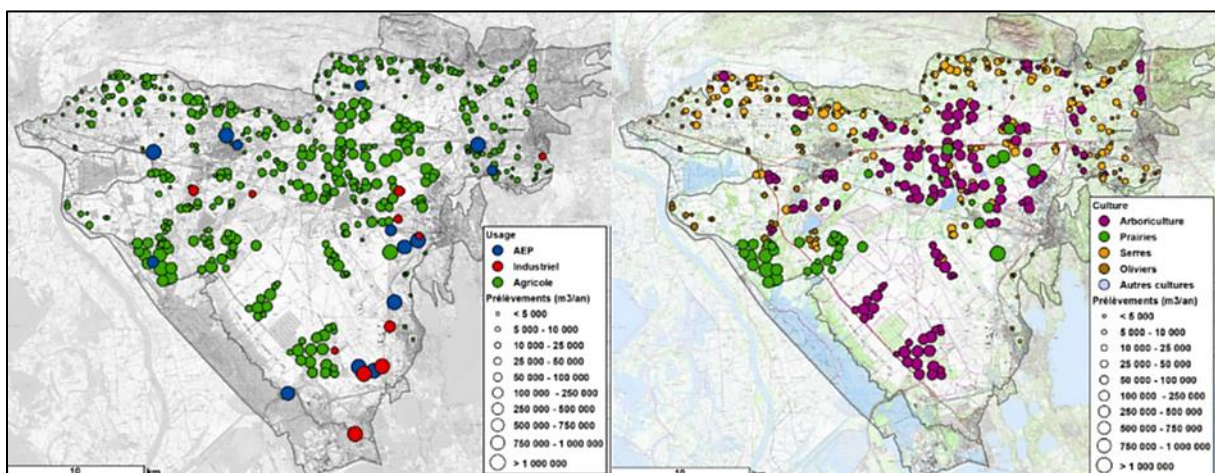 Usage
AEP
Industriel
Agricole
Prélèvements (m3/an)
< 5 000
5 000 - 10 000
10 000 - 25 000
25 000 - 50 000
50 000 - 100 000
100 000 - 250 000
250 000 - 500 000
500 000 - 750 000
750 000 - 1 000 000
> 1 000 000
10
km
Culture
Arboriculture
Prairies
Serres
Oliviers
Autres cultures
Prélèvements (m3/an)
< 5 000
5 000 - 10 000
10 000 - 25 000
25 000 - 50 000
50 000 - 100 000
100 000 - 250 000
250 000 - 500 000
500 000 - 750 000
750 000 - 1 000 000
> 1 000 000
10
km